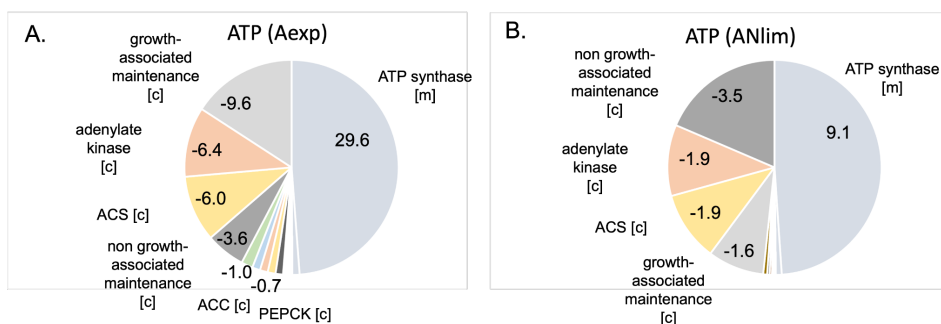 A.
ATP (Aexp)
growth-
associated
maintenance
[c]
ATP synthase
[m]
-9.6
29.6
adenylate
kinase
[c]
-6.4
ACS [c]
-6.0
non growth-
associated
maintenance
[c]
-3.6
-1.0
-0.7
ACC [c]
PEPCK [c]
B.
ATP (ANlim)
non growth-
associated
maintenance
[c]
ATP synthase
[m]
-3.5
9.1
adenylate
kinase
[c]
-1.9
ACS [c]
-1.9
-1.6
growth-
associated
maintenance
[c]